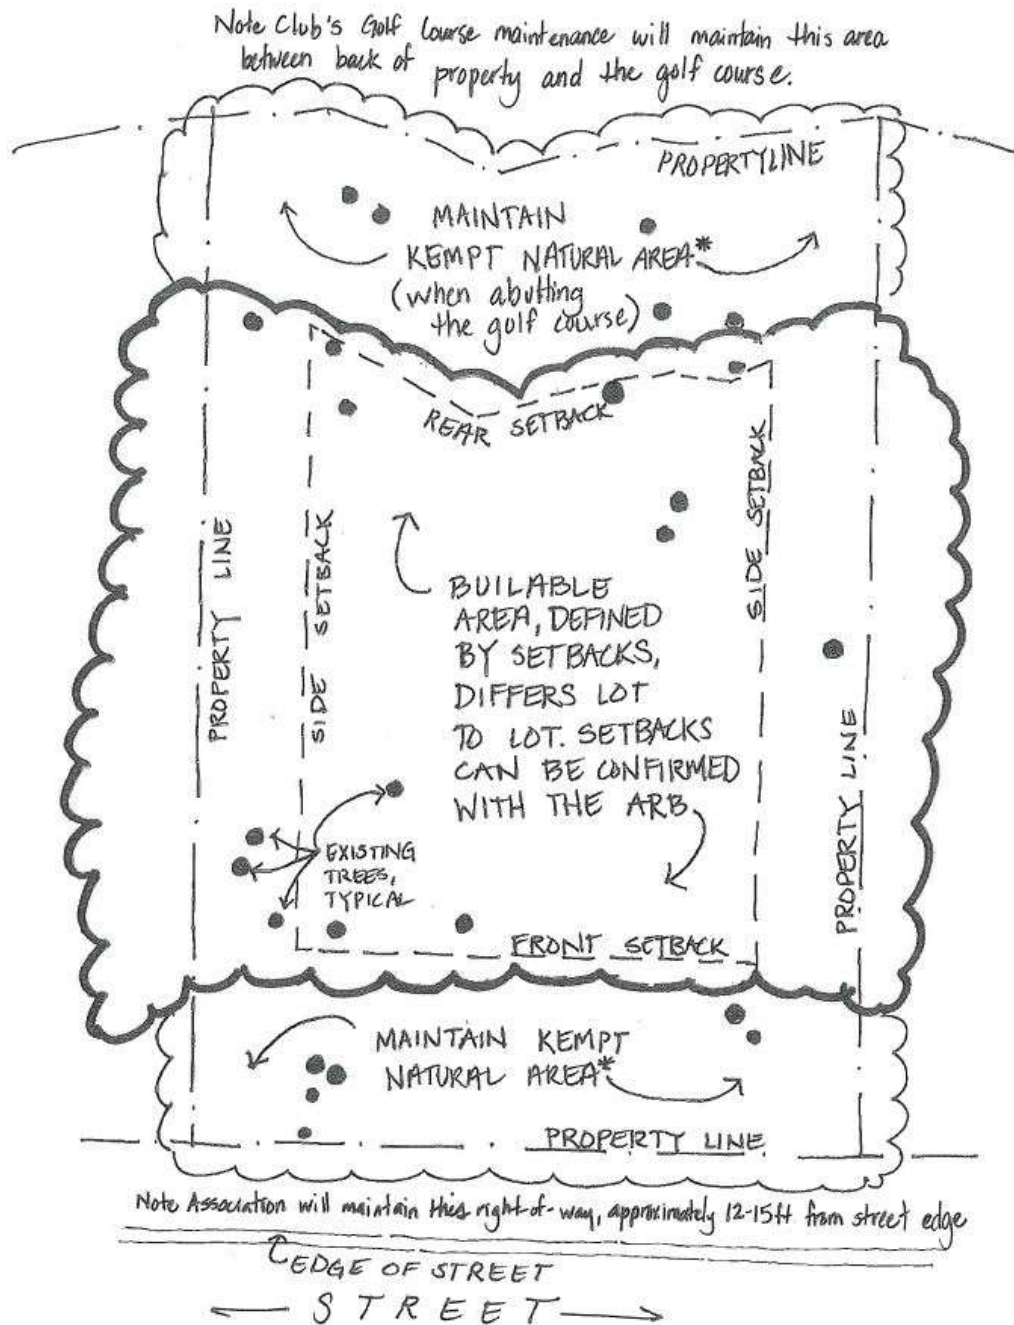 Note Club's Golf Course maintenance will maintain this area
between back of property and the golf course.
PROPERTYLINE
MAINTAIN
KEMPT NATURAL AREA*
(when abutting
the golf course)
REAR SETBACK
PROPERTY LINE
SIDE SETBACK
SIDE SETBACK
BUILABLE
AREA, DEFINED
BY SETBACKS,
DIFFERS LOT
TO LOT. SETBACKS
CAN BE CONFIRMED
WITH THE ARB
PROPERTY LINE
EXISTING
TREES,
TYPICAL
FRONT SETBACK
MAINTAIN KEMPT
NATURAL AREA*
PROPERTY LINE
Note Association will maintain this right-of-way, approximately 12-15ft from street edge
EDGE OF STREET
STREET